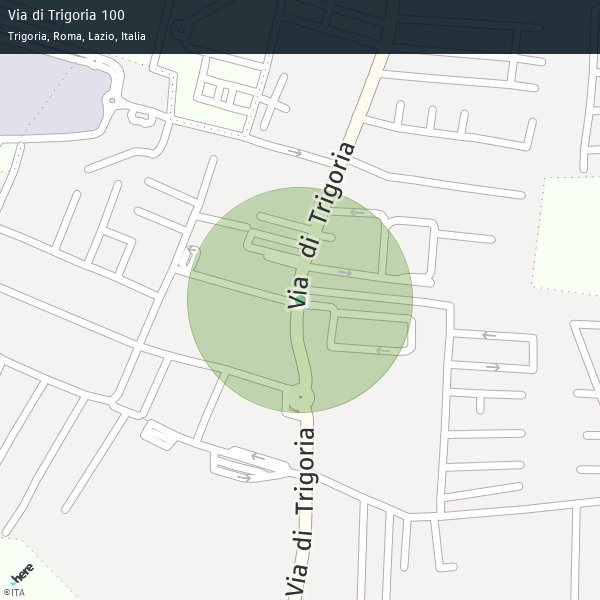 Via di Trigoria 100
Trigoria, Roma, Lazio, Italia
Via di Trigoria
Via di Trigoria
here
©ITA